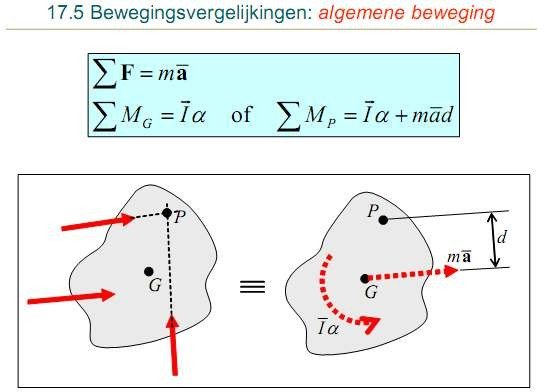 17.5 Bewegingsvergelijkingen: algemene beweging
∑ F = ma̅
∑ M_G = I̅α of ∑ M_P = I̅α + ma̅d
P
G
≡
P
d
ma̅
G
I̅α